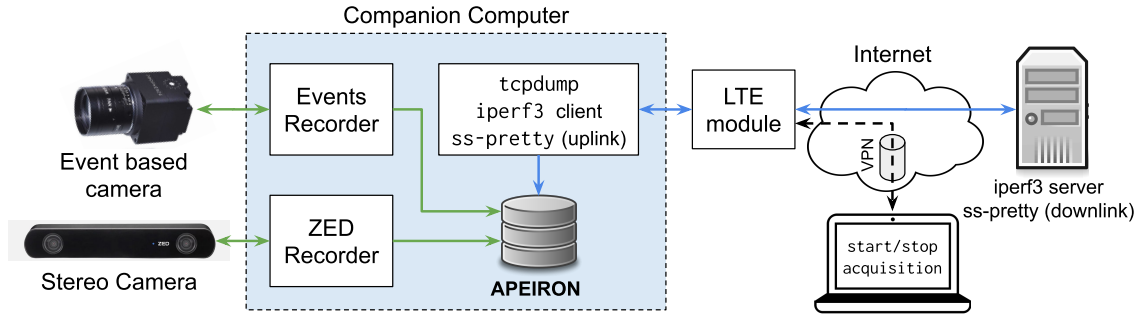 Companion Computer
Event based
camera
ZED
Stereo Camera
Events
Recorder
ZED
Recorder
tcpdump
iperf3 client
ss-pretty (uplink)
APEIRON
LTE
module
Internet
VPN
start/stop
acquisition
iperf3 server
ss-pretty (downlink)